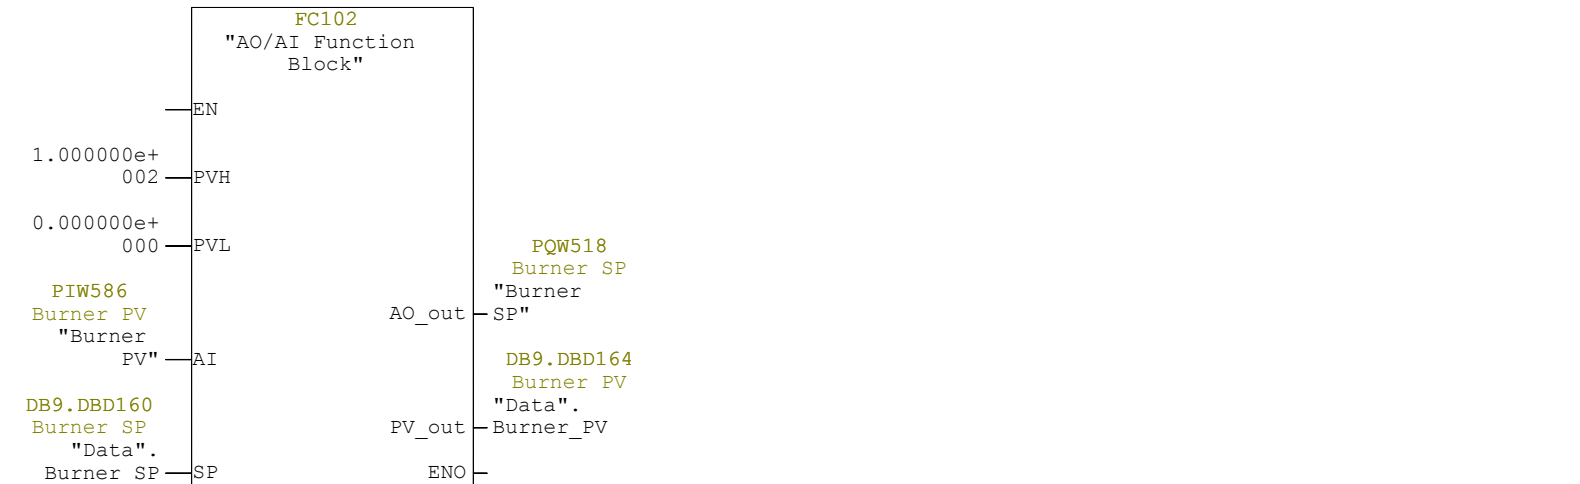 FC102
"AO/AI Function
Block"
EN
1.000000e+
002
PVH
0.000000e+
000
PVL
PIW586
Burner PV
"Burner
PV"
AI
DB9.DBD160
Burner SP
"Data".
Burner SP
SP
PQW518
Burner SP
"Burner
AO_out
SP"
DB9.DBD164
Burner PV
"Data".
PV_out
Burner_PV
ENO